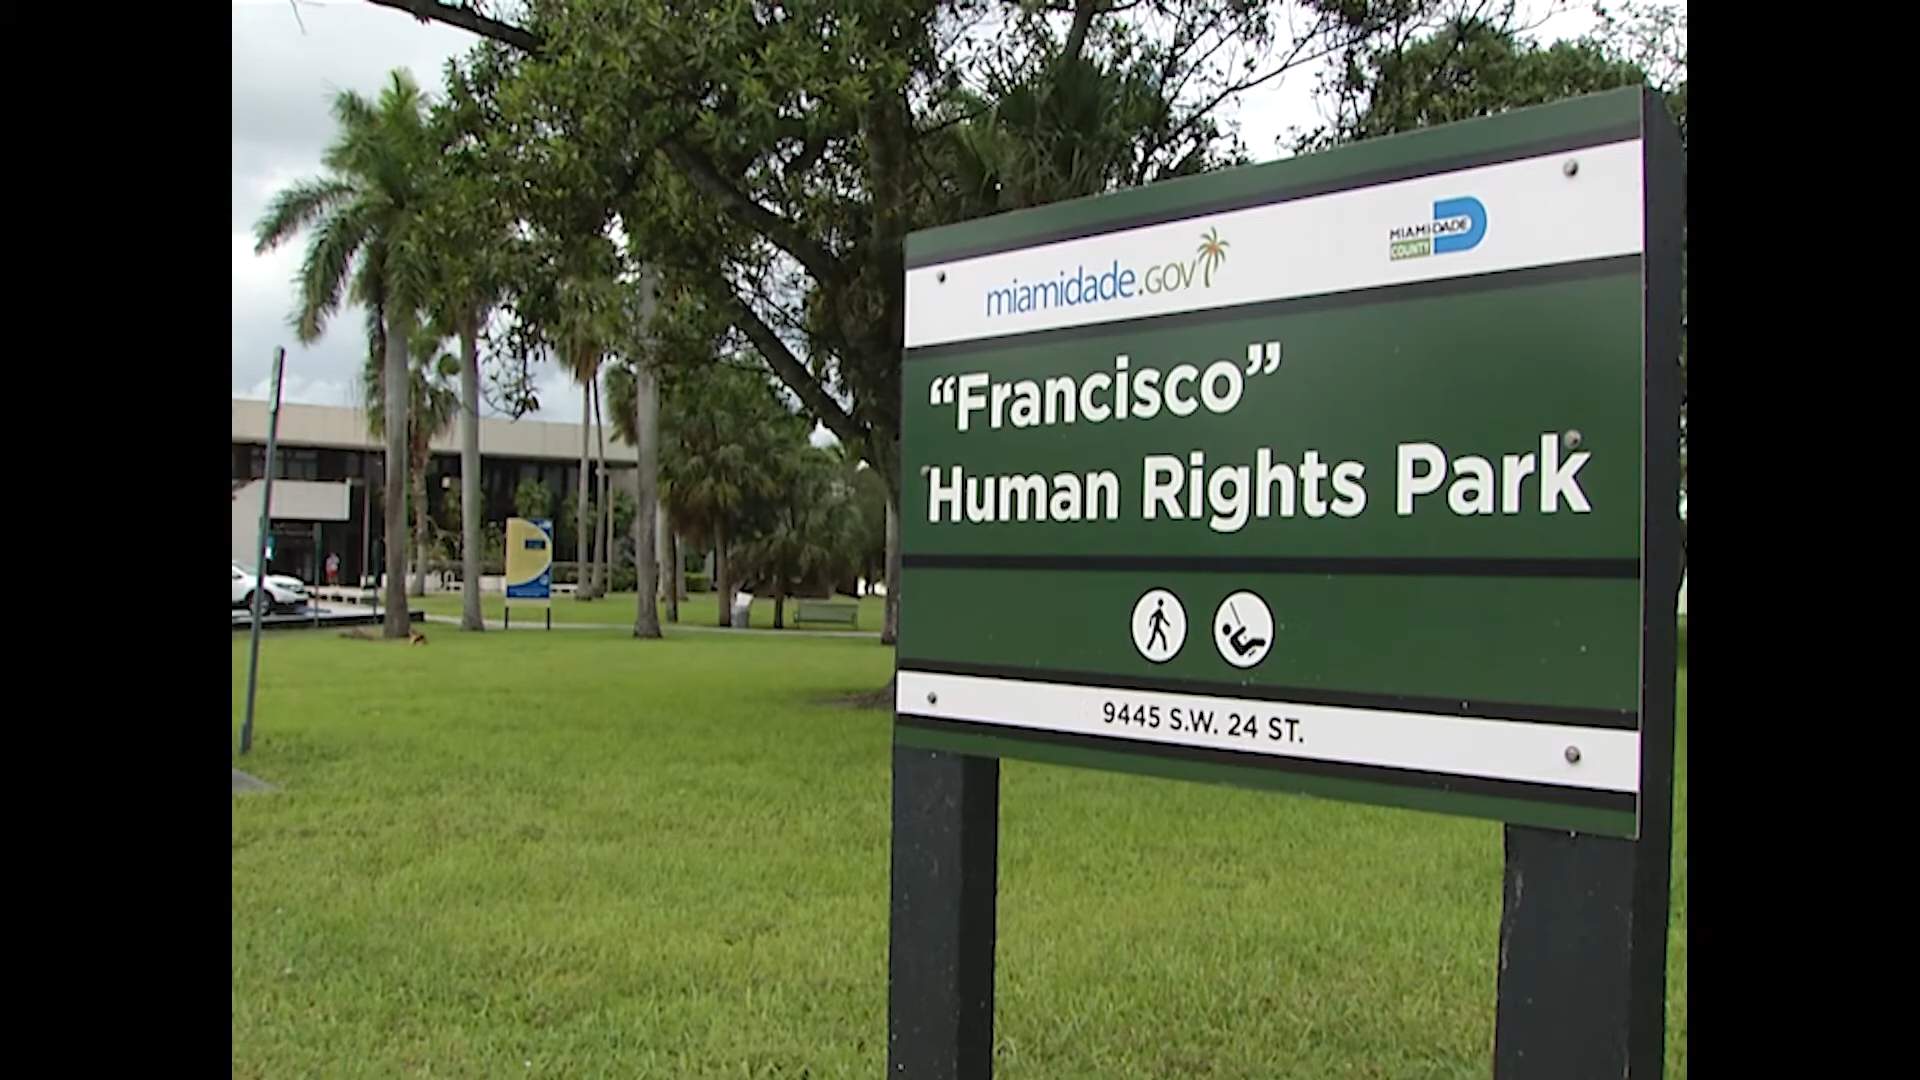 miamidade.GOV
MIAMI-DADE
COUNTY
“Francisco”
Human Rights Park
9445 S.W. 24 ST.